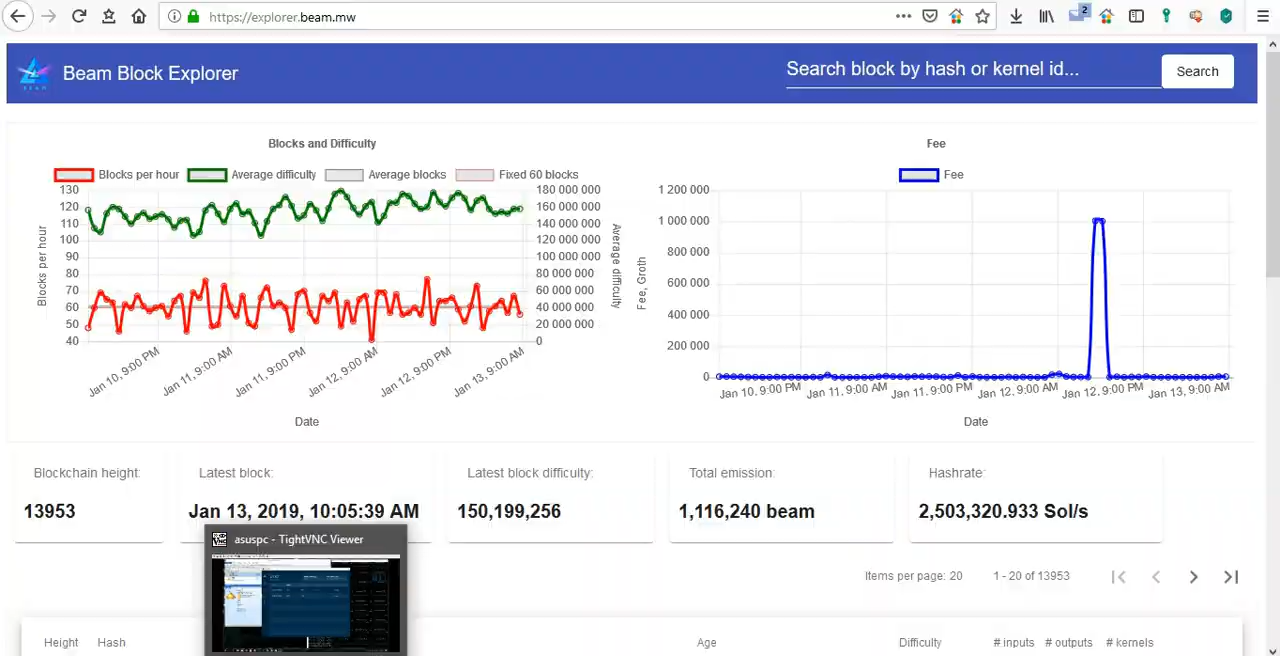 https://explorer.beam.mw
2
Beam Block Explorer
Search block by hash or kernel id...
Search
BEAM
Blocks and Difficulty
Blocks per hour
Average difficulty
Average blocks
Fixed 60 blocks
130
120
110
100
90
80
70
60
50
40
Blocks per hour
180 000 000
160 000 000
140 000 000
120 000 000
100 000 000
80 000 000
60 000 000
40 000 000
20 000 000
0
Average difficulty
Jan 10, 9:00 PM
Jan 11, 9:00 AM
Jan 11, 9:00 PM
Jan 12, 9:00 AM
Jan 12, 9:00 PM
Jan 13, 9:00 AM
Date
Fee
Fee
1 200 000
1 000 000
800 000
600 000
400 000
200 000
0
Fee, Groth
Jan 10, 9:00 PM
Jan 11, 9:00 AM
Jan 11, 9:00 PM
Jan 12, 9:00 AM
Jan 12, 9:00 PM
Jan 13, 9:00 AM
Date
Blockchain height:
13953
Latest block:
Jan 13, 2019, 10:05:39 AM
Latest block difficulty:
150,199,256
Total emission:
1,116,240 beam
Hashrate:
2,503,320.933 Sol/s
asuspc - TightVNC Viewer
Items per page: 20
1 - 20 of 13953
Height
Hash
Age
Difficulty
# inputs
# outputs
# kernels